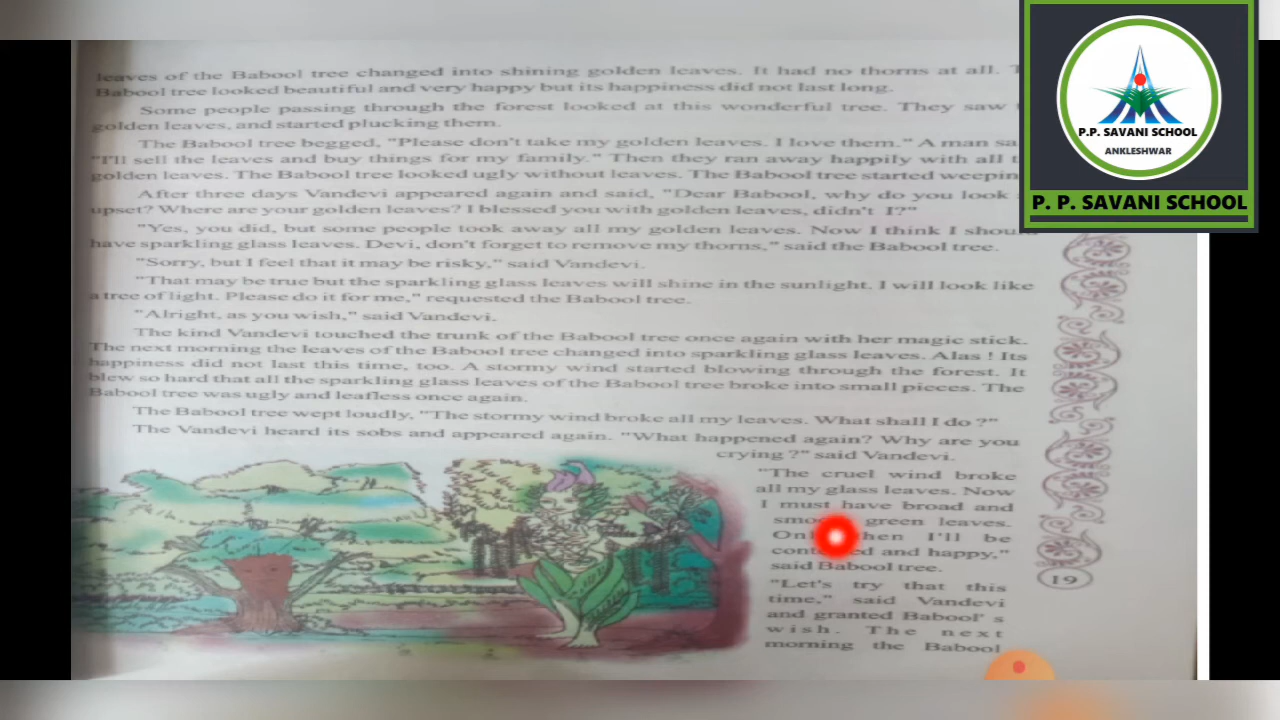 leaves of the Babool tree changed into shining golden leaves. It had no thorns at all.
Babool tree looked beautiful and very happy but its happiness did not last long.
Some people passing through the forest looked at this wonderful tree. They saw
golden leaves, and started plucking them.
The Babool tree begged, "Please don't take my golden leaves. I love them." A man
"I'll sell the leaves and buy things for my family." Then they ran away happily with all
golden leaves. The Babool tree looked ugly without leaves. The Babool tree started
After three days Vandevi appeared again and said, "Dear Babool, why do you look
upset? Where are your golden leaves? I blessed you with golden leaves, didn't I?"
"Yes, you did, but some people took away all my golden leaves. Now I think I
have sparkling glass leaves. Devi, don't forget to remove my thorns," said the Babool tree.
"Sorry, but I feel that it may be risky," said Vandevi.
"That may be true but the sparkling glass leaves will shine in the sunlight. I will look like
a tree of light. Please do it for me," requested the Babool tree.
"Alright, as you wish," said Vandevi.
The kind Vandevi touched the trunk of the Babool tree once again with her magic stick.
The next morning the leaves of the Babool tree changed into sparkling glass leaves. Alas ! Its
happiness did not last this time, too. A stormy wind started blowing through the forest. It
blew so hard that all the sparkling glass leaves of the Babool tree broke into small pieces. The
Babool tree was ugly and leafless once again.
The Babool tree wept loudly, "The stormy wind broke all my leaves. What shall I do ?"
The Vandevi heard its sobs and appeared again. "What happened again? Why are you
crying ?" said Vandevi.
"The cruel wind broke
all my glass leaves. Now
I must have broad and
green leaves.
I'll be
and happy,"
said Babool tree.
"Let's try that this
time," said Vandevi
and granted Babool' s
wish. The next
morning the Babool
19
P.P. SAVANI SCHOOL
ANKLESHWAR
P. P. SAVANI SCHOOL